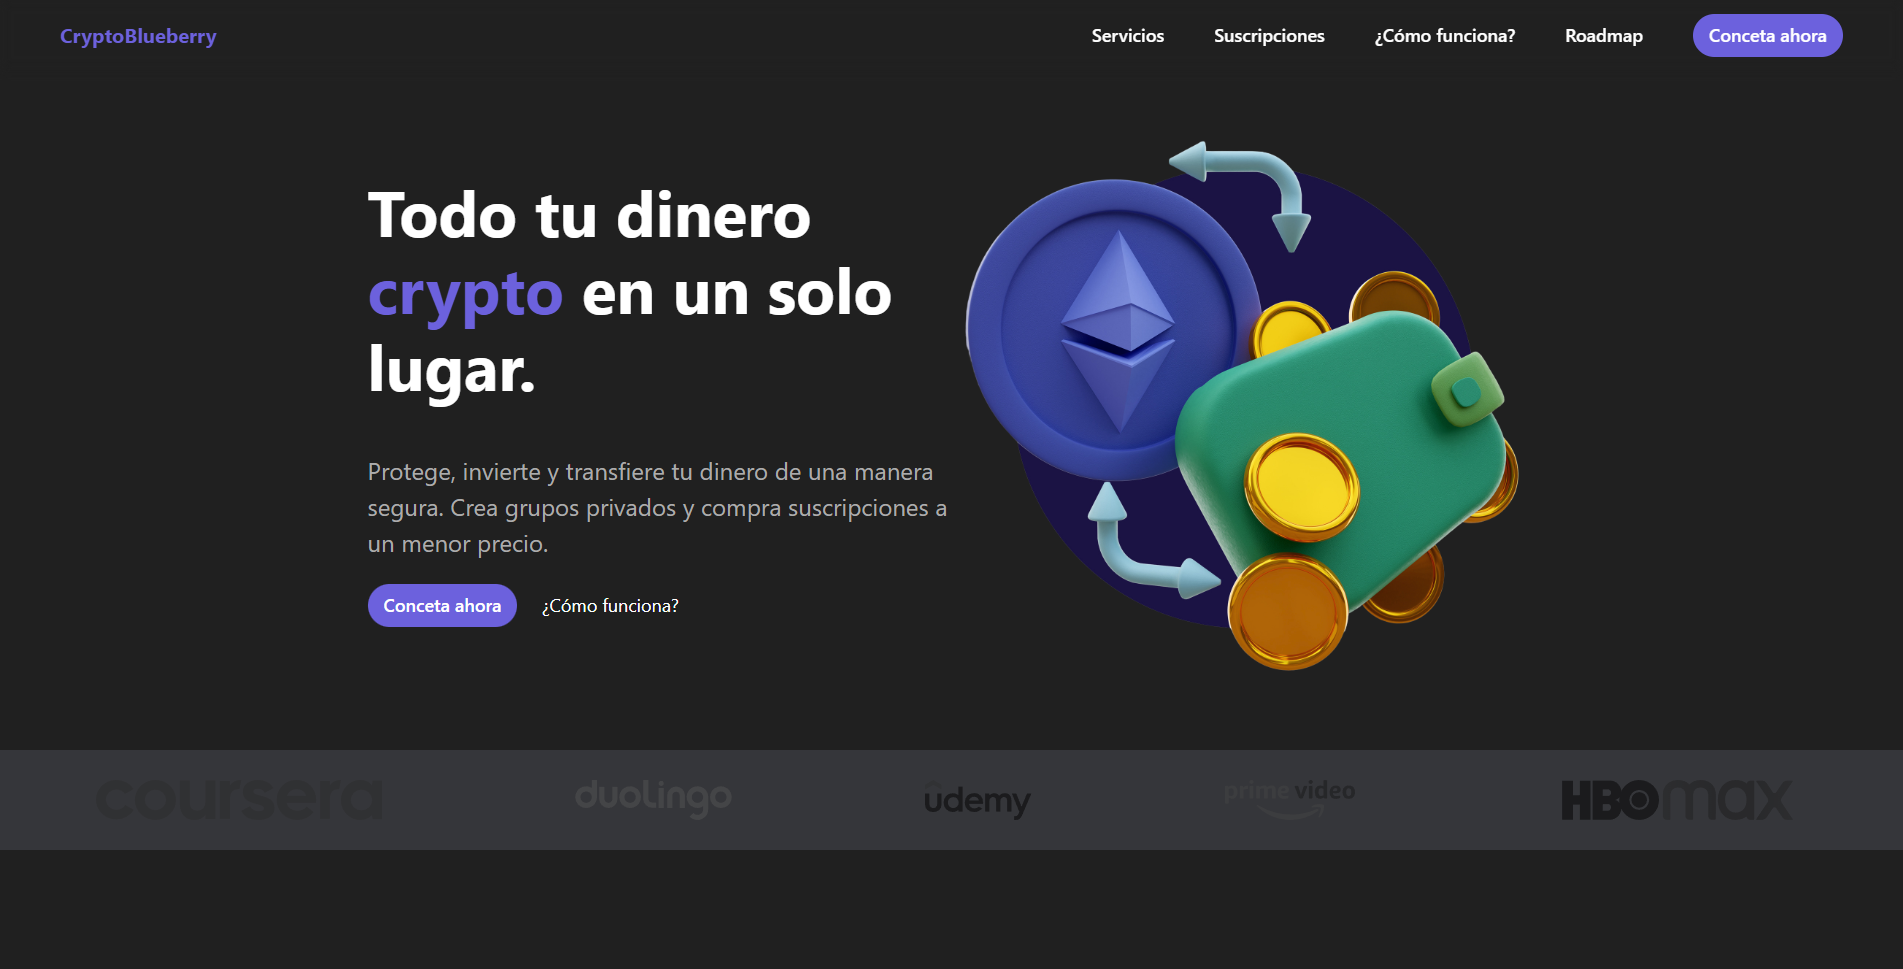 CryptoBlueberry
Servicios
Suscripciones
¿Cómo funciona?
Roadmap
Conceta ahora
Todo tu dinero
crypto en un solo
lugar.
Protege, invierte y transfiere tu dinero de una manera
segura. Crea grupos privados y compra suscripciones a
un menor precio.
Conceta ahora
¿Cómo funciona?
coursera
duolingo
udemy
prime video
HBOmax